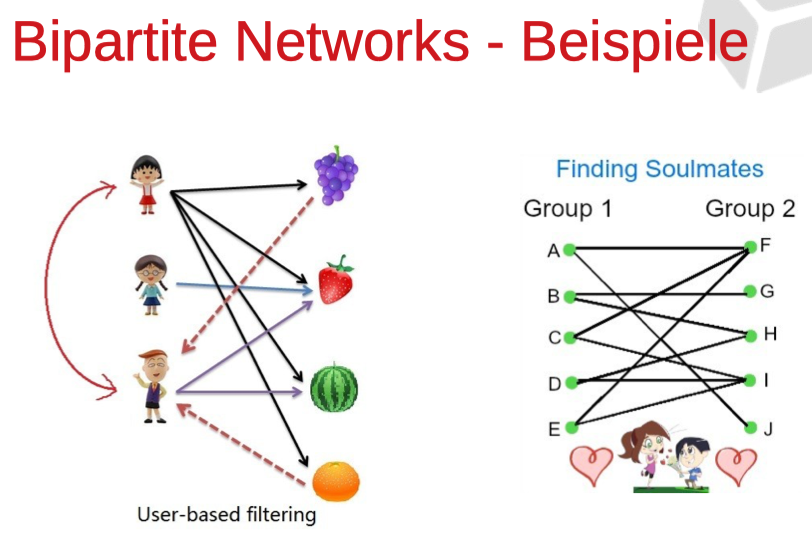 Bipartite Networks - Beispiele
User-based filtering
Finding Soulmates
Group 1 Group 2
A F
B G
C H
D I
E J